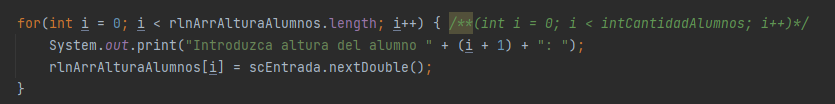 for(int i = 0; i < rlnArrAlturaAlumnos.length; i++) { /**(int i = 0; i < intCantidadAlumnos; i++)*/
    System.out.print("Introduzca altura del alumno " + (i + 1) + ": ");
    rlnArrAlturaAlumnos[i] = scEntrada.nextDouble();
}